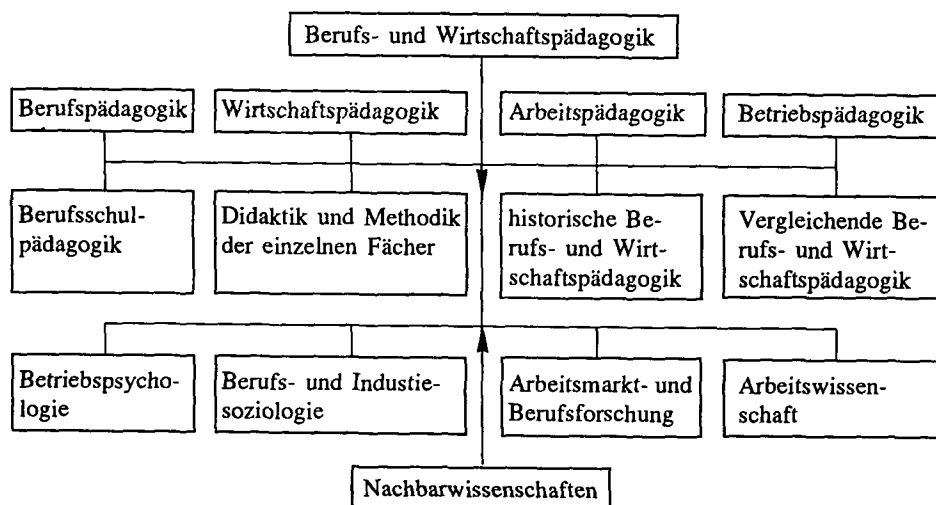 Berufs- und Wirtschaftspädagogik
Berufspädagogik
Wirtschaftspädagogik
Arbeitspädagogik
Betriebspädagogik
Berufsschul-
pädagogik
Didaktik und Methodik
der einzelnen Fächer
historische Be-
rufs- und Wirt-
schaftspädagogik
Vergleichende Be-
rufs- und Wirt-
schaftspädagogik
Betriebspsycho-
logie
Berufs- und Industie-
soziologie
Arbeitsmarkt- und
Berufsforschung
Arbeitswissen-
schaft
Nachbarwissenschaften